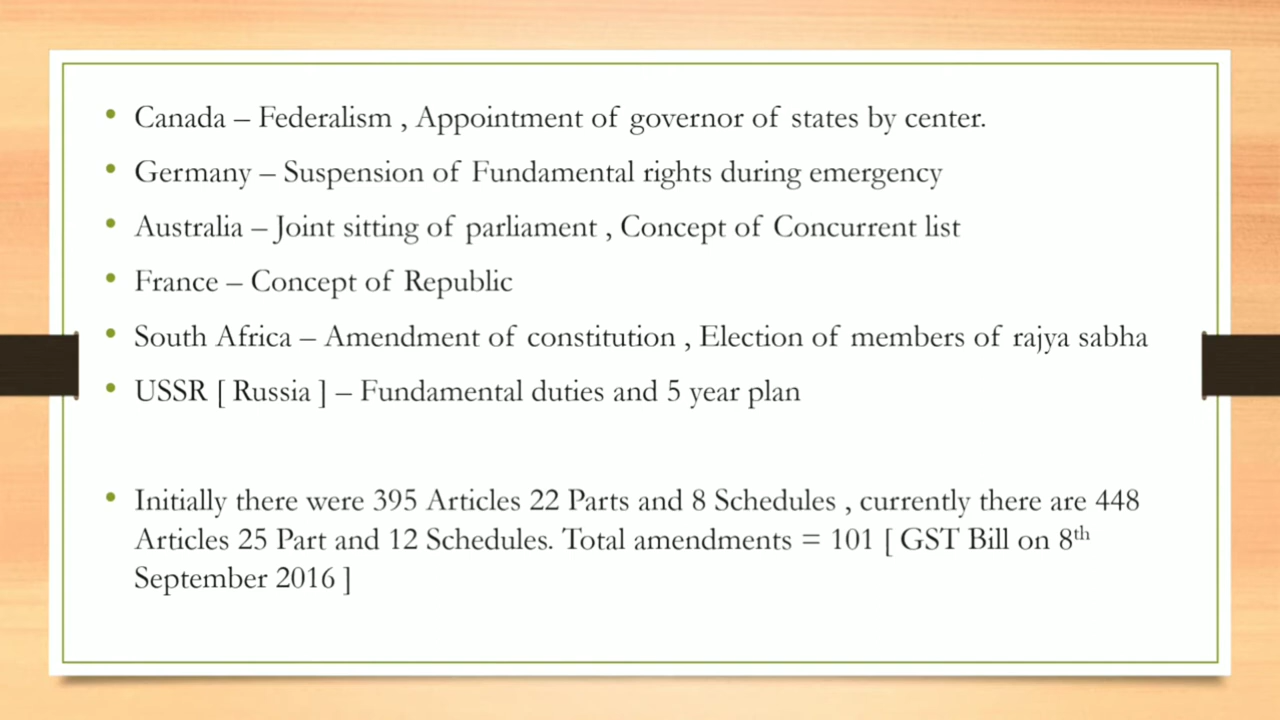 • Canada – Federalism , Appointment of governor of states by center.
• Germany – Suspension of Fundamental rights during emergency
• Australia – Joint sitting of parliament , Concept of Concurrent list
• France – Concept of Republic
• South Africa – Amendment of constitution , Election of members of rajya sabha
• USSR [ Russia ] – Fundamental duties and 5 year plan
• Initially there were 395 Articles 22 Parts and 8 Schedules , currently there are 448
Articles 25 Part and 12 Schedules. Total amendments = 101 [ GST Bill on 8th
September 2016 ]